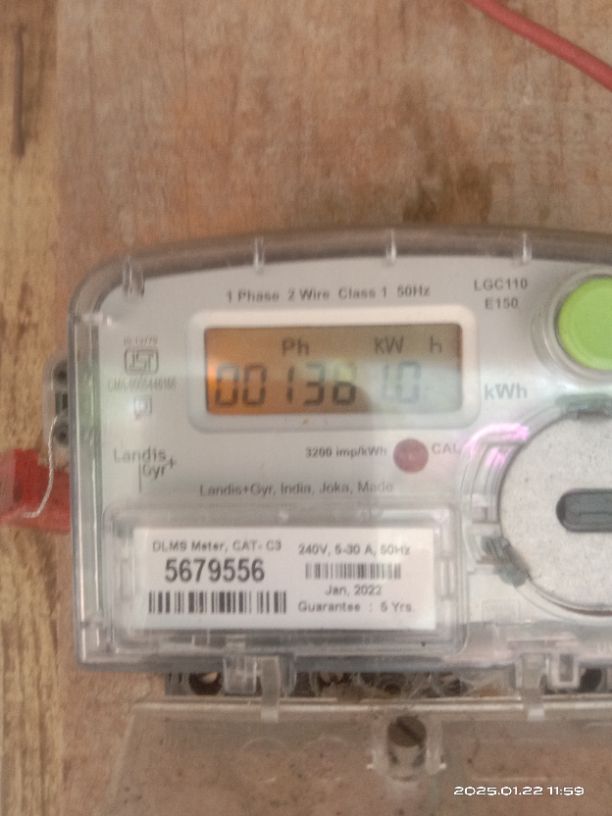 1 Phase 2 Wire Class 1 50Hz
LGC110
E150
Ph kW h
kWh
3200 imp/kWh
CAL
Landis
Gyr+
Landis+Gyr, India, Joka, Made
DLMS Meter, CAT- C3
5679556
240V, 5-30 A, 50Hz
Jan, 2022
Guarantee : 5 Yrs.
2025.01.22 11:59